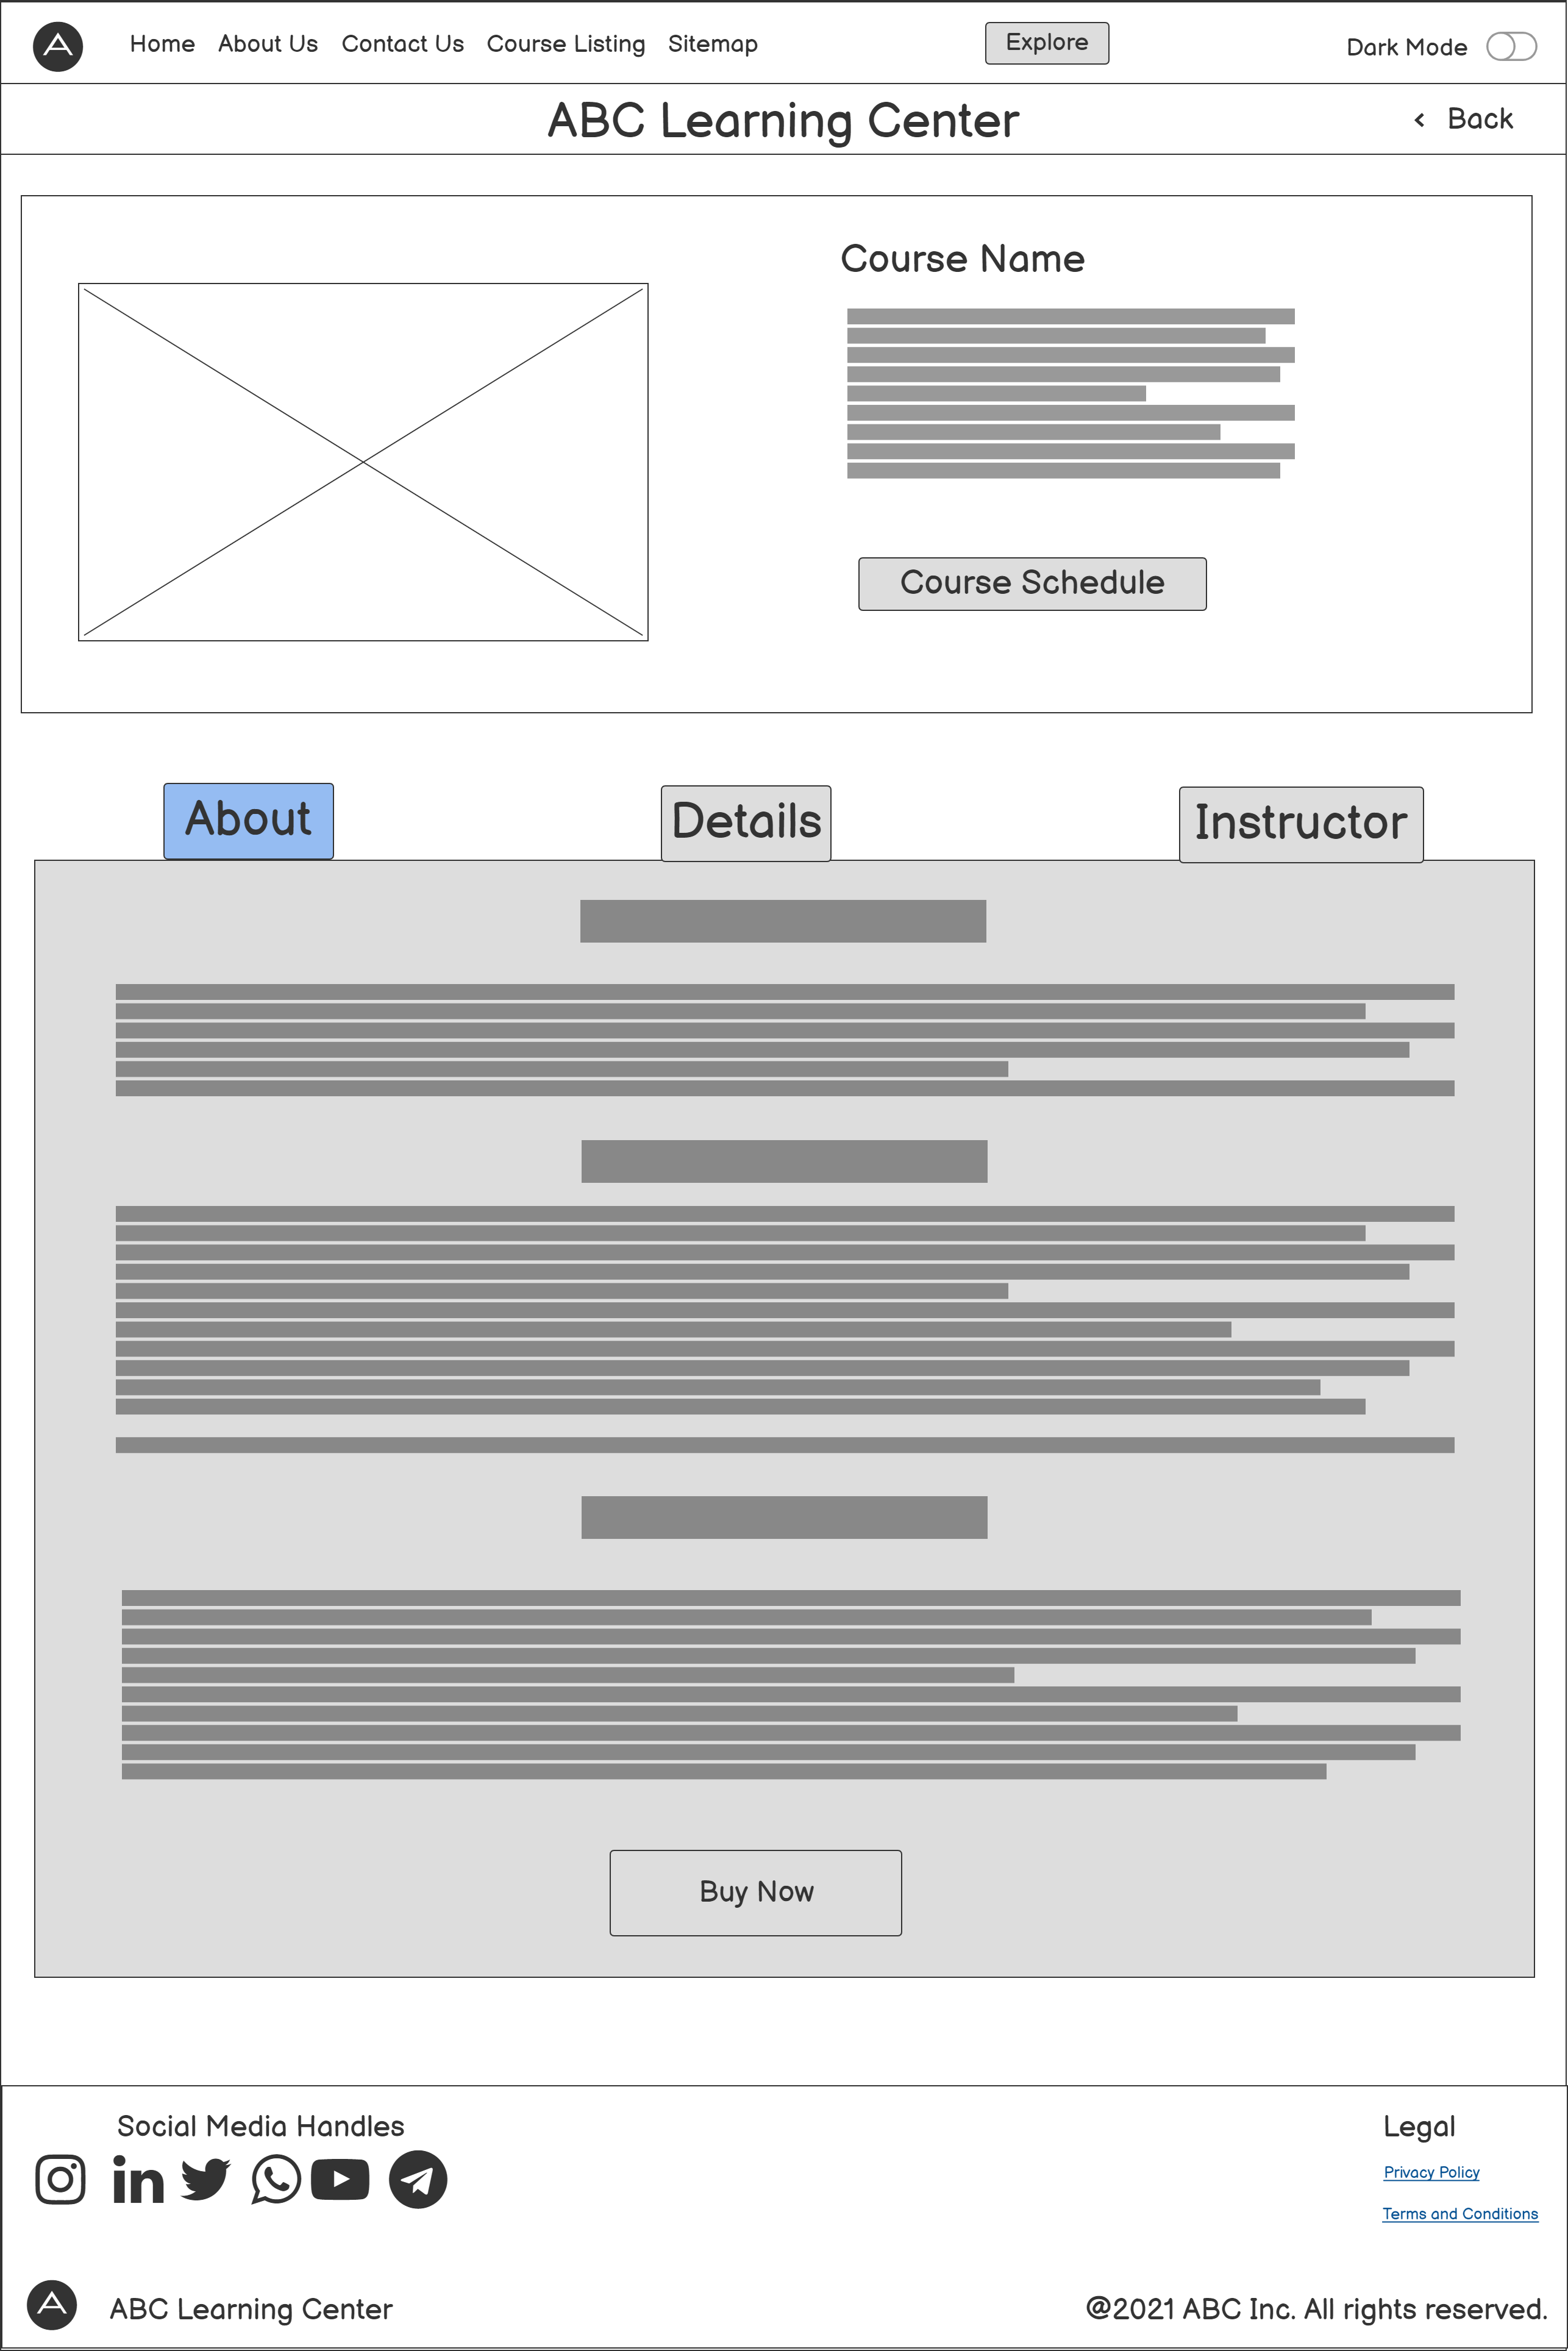 A Home About Us Contact Us Course Listing Sitemap Explore Dark Mode
ABC Learning Center
< Back
Course Name
Course Schedule
About Details Instructor
Buy Now
Social Media Handles
in
Legal
Privacy Policy
Terms and Conditions
A ABC Learning Center
@2021 ABC Inc. All rights reserved.